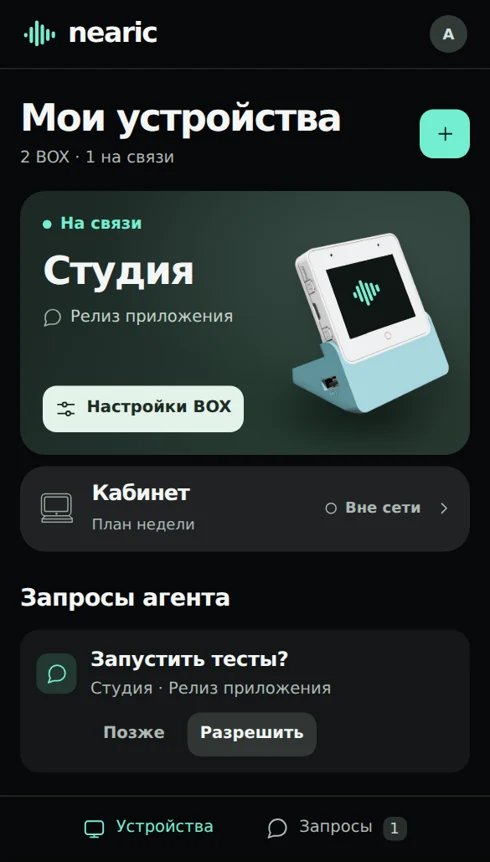 nearic
A
Мои устройства
+
2 BOX · 1 на связи
На связи
Студия
Релиз приложения
Настройки BOX
Кабинет
План недели
Вне сети
Запросы агента
Запустить тесты?
Студия · Релиз приложения
Позже
Разрешить
Устройства
Запросы
1